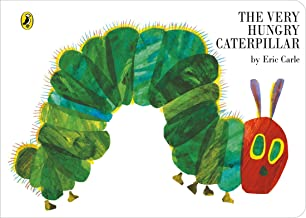 THE VERY
HUNGRY
CATERPILLAR
by Eric Carle